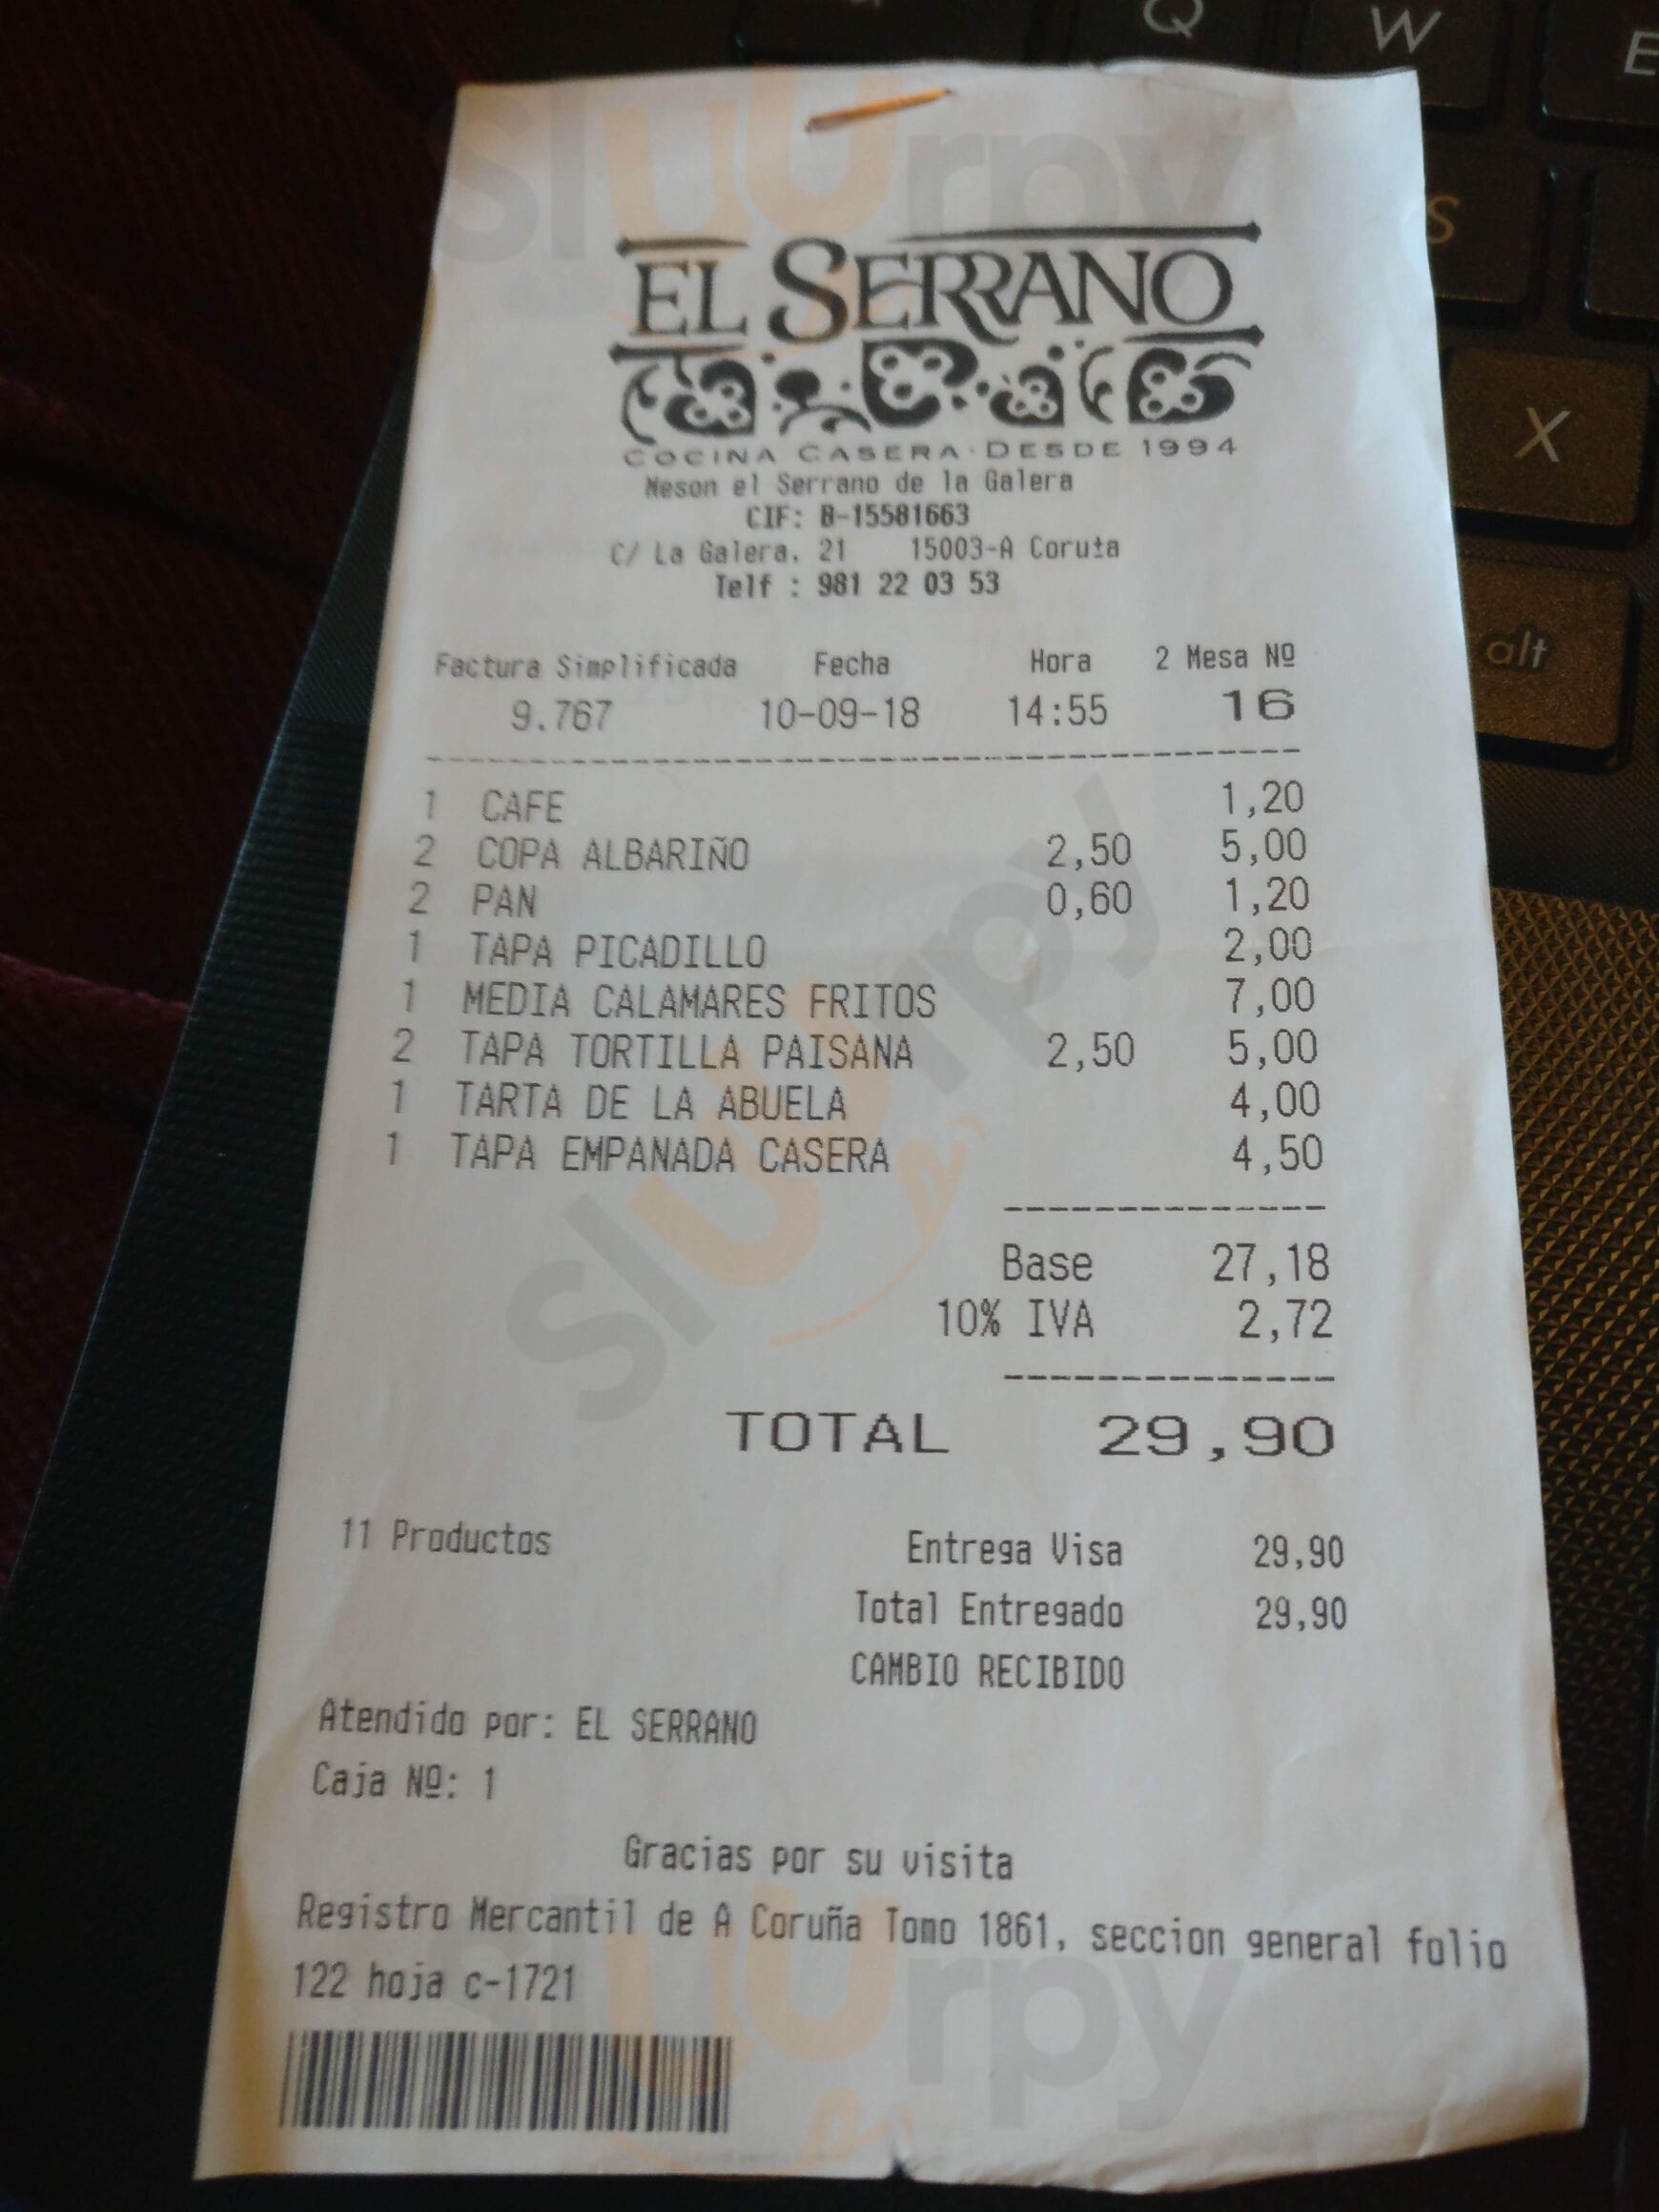 EL SERRANO
COCINA CASERA · DESDE 1994
Meson el Serrano de la Galera
CIF: B-15581663
C/ La Galera, 21 15003-A Coruta
Telf : 981 22 03 53
Factura Simplificada Fecha Hora 2 Mesa Nº
9.767 10-09-18 14:55 16
1 CAFE 1,20
2 COPA ALBARIÑO 2,50 5,00
2 PAN 0,60 1,20
1 TAPA PICADILLO 2,00
1 MEDIA CALAMARES FRITOS 7,00
2 TAPA TORTILLA PAISANA 2,50 5,00
1 TARTA DE LA ABUELA 4,00
1 TAPA EMPANADA CASERA 4,50
Base 27,18
10% IVA 2,72
TOTAL 29,90
11 Productos Entrega Visa 29,90
Total Entregado 29,90
CAMBIO RECIBIDO
Atendido por: EL SERRANO
Caja Nº: 1
Gracias por su visita
Registro Mercantil de A Coruña Tomo 1861, seccion general folio
122 hoja c-1721
Q W E
S
X
alt
sluurpy
sluurpy
sluurpy